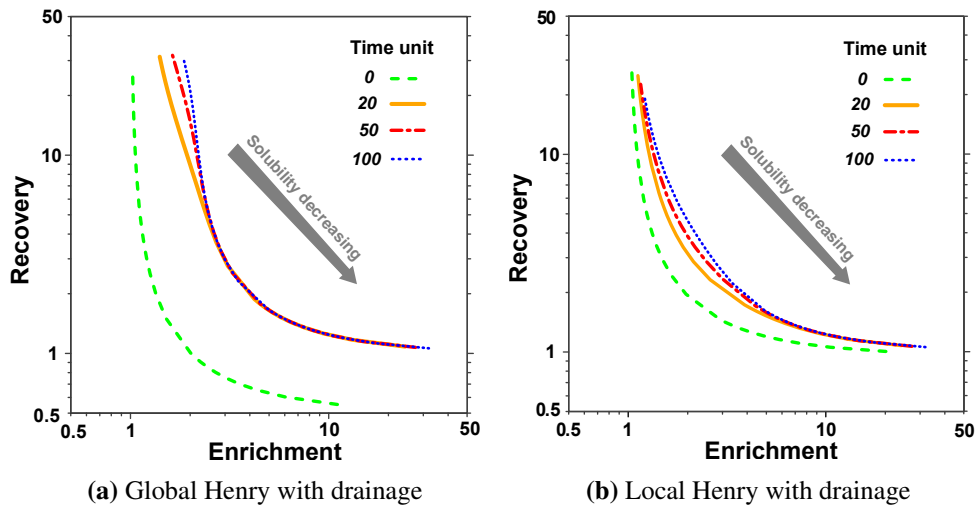 50
10
1
0.5
0.5
1
10
50
Recovery
Enrichment
Time unit
0
20
50
100
Solubility decreasing
(a) Global Henry with drainage
50
10
1
0.5
0.5
1
10
50
Recovery
Enrichment
Time unit
0
20
50
100
Solubility decreasing
(b) Local Henry with drainage